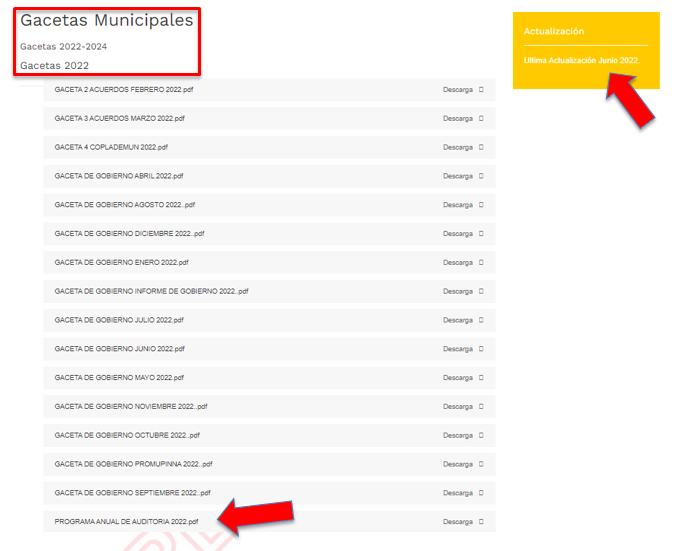 Gacetas Municipales
Gacetas 2022-2024
Gacetas 2022
Actualización
Ultima Actualización Junio 2022.
GACETA 2 ACUERDOS FEBRERO 2022.pdf Descarga
GACETA 3 ACUERDOS MARZO 2022.pdf Descarga
GACETA 4 COPLADEMUN 2022.pdf Descarga
GACETA DE GOBIERNO ABRIL.2022.pdf Descarga
GACETA DE GOBIERNO AGOSTO 2022..pdf Descarga
GACETA DE GOBIERNO DICIEMBRE 2022..pdf Descarga
GACETA DE GOBIERNO ENERO 2022.pdf Descarga
GACETA DE GOBIERNO INFORME DE GOBIERNO 2022..pdf Descarga
GACETA DE GOBIERNO JULIO 2022.pdf Descarga
GACETA DE GOBIERNO JUNIO 2022.pdf Descarga
GACETA DE GOBIERNO MAYO 2022.pdf Descarga
GACETA DE GOBIERNO NOVIEMBRE 2022..pdf Descarga
GACETA DE GOBIERNO OCTUBRE 2022.pdf Descarga
GACETA DE GOBIERNO PROMUPINNA 2022..pdf Descarga
GACETA DE GOBIERNO SEPTIEMBRE 2022..pdf Descarga
PROGRAMA ANUAL DE AUDITORIA 2022.pdf Descarga